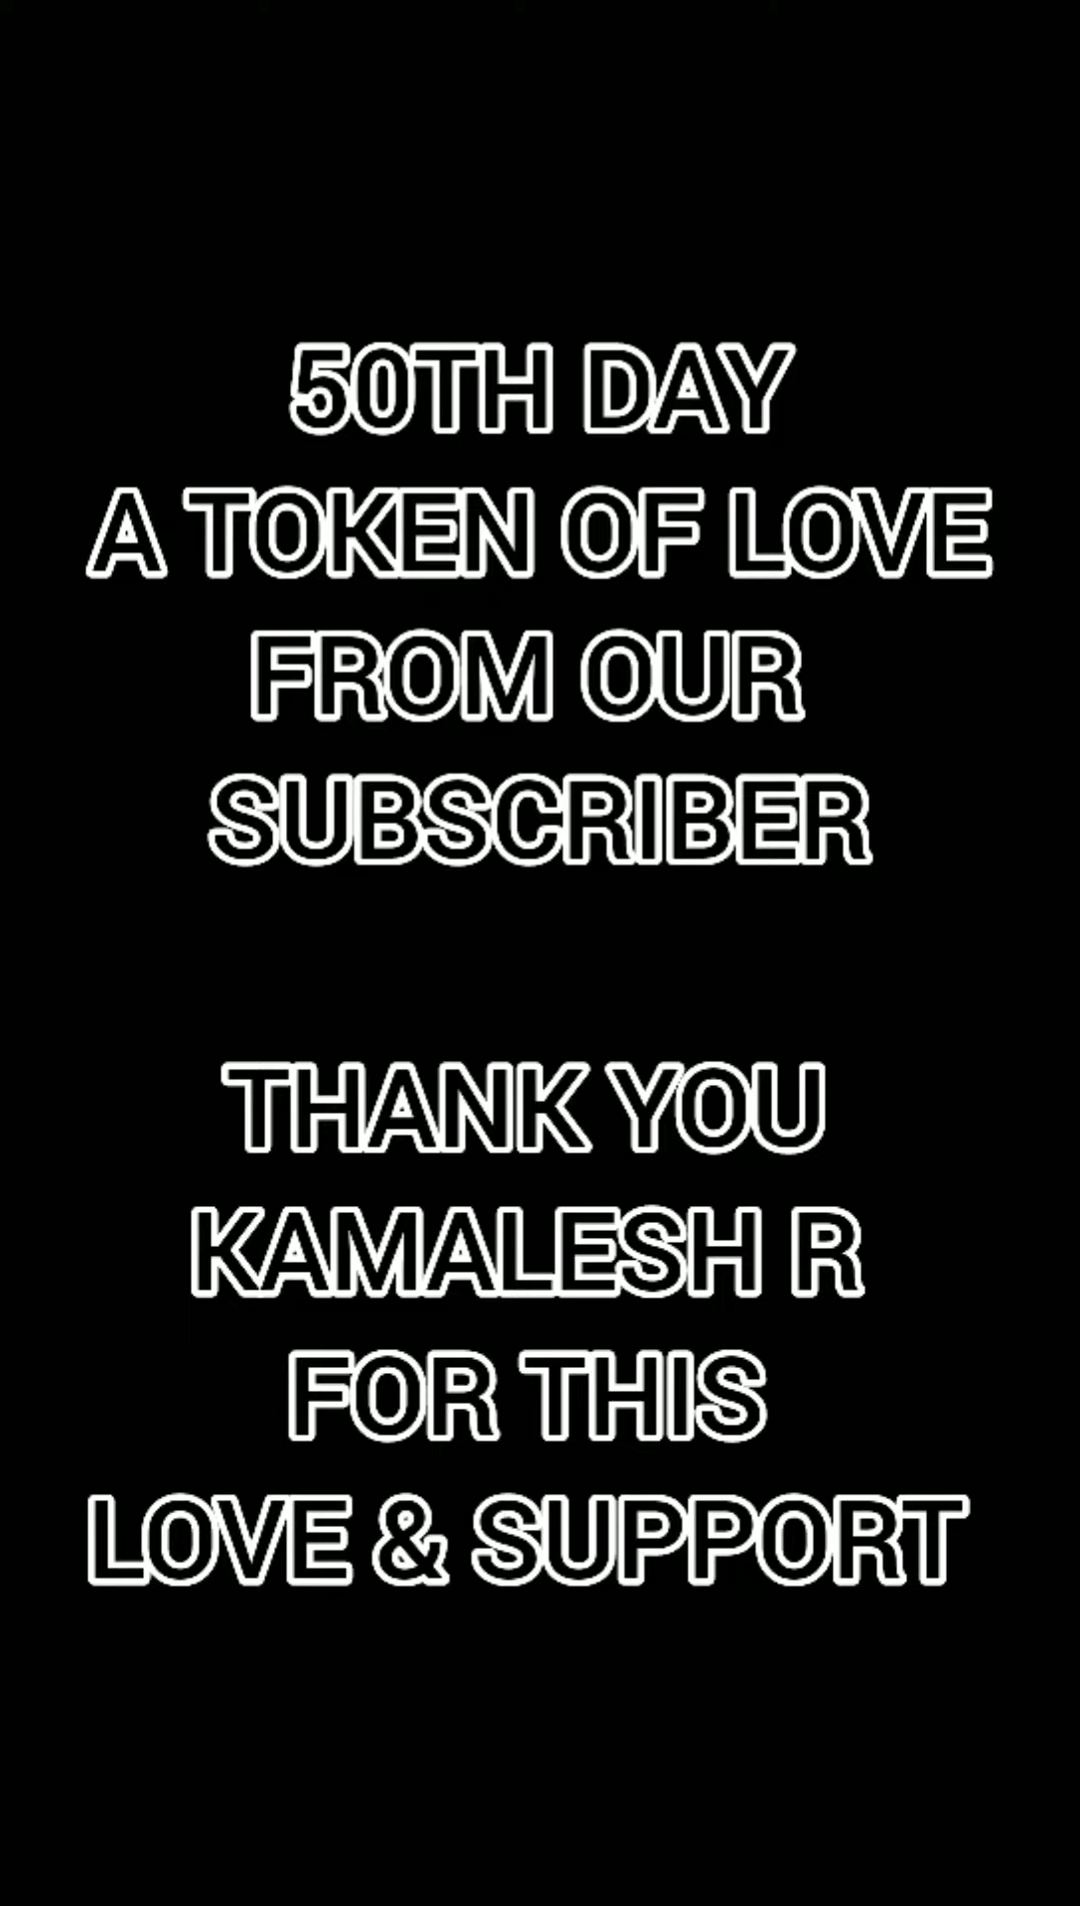 50TH DAY
A TOKEN OF LOVE
FROM OUR
SUBSCRIBER
THANK YOU
KAMALESH R
FOR THIS
LOVE & SUPPORT